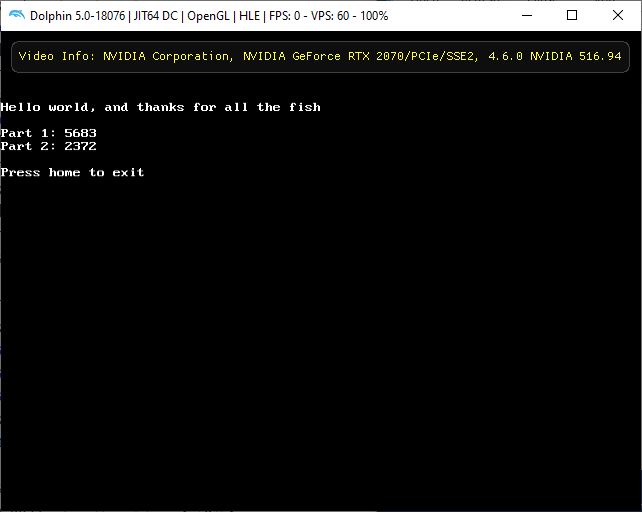 Dolphin 5.0-18076 | JIT64 DC | OpenGL | HLE | FPS: 0 - VPS: 60 - 100%
Video Info: NVIDIA Corporation, NVIDIA GeForce RTX 2070/PCIe/SSE2, 4.6.0 NVIDIA 516.94
Hello world, and thanks for all the fish
Part 1: 5683
Part 2: 2372
Press home to exit